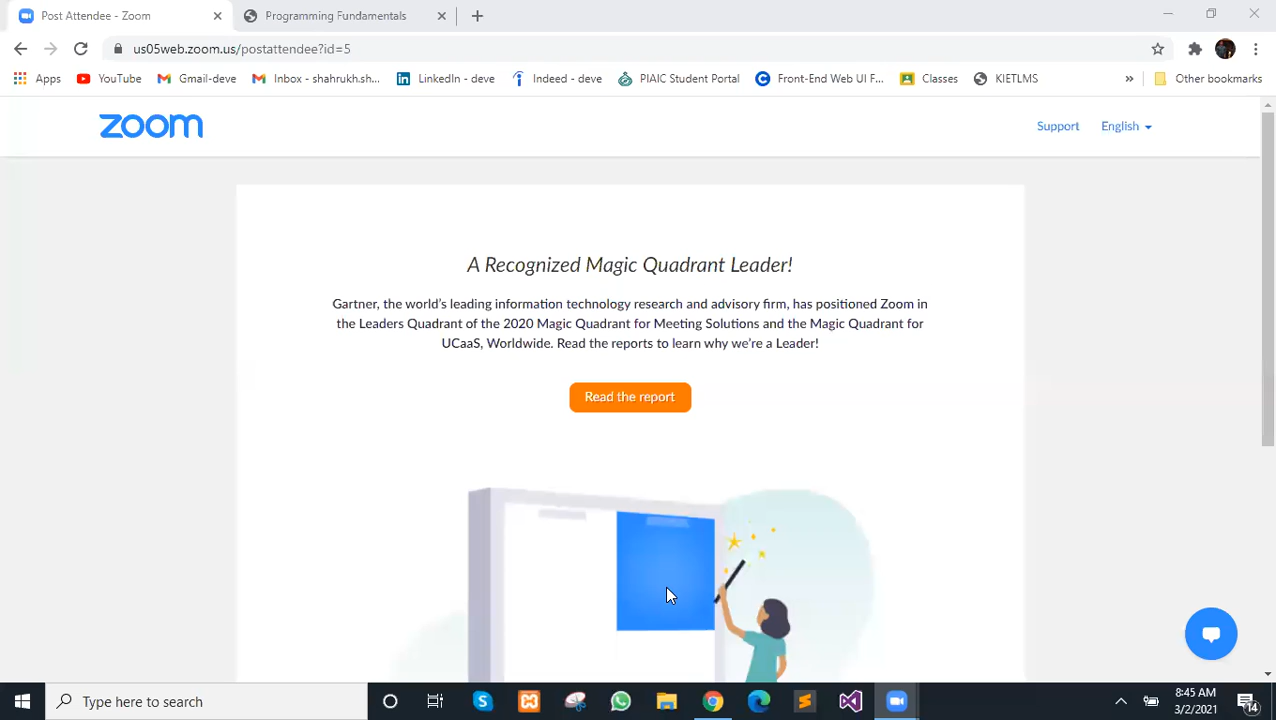 Post Attendee - Zoom
Programming Fundamentals
us05web.zoom.us/postattendee?id=5
Apps
YouTube
Gmail-deve
Inbox - shahrukh.sh...
LinkedIn - deve
Indeed - deve
PIAIC Student Portal
Front-End Web UI F...
Classes
KIETLMS
»
Other bookmarks
zoom
Support
English
A Recognized Magic Quadrant Leader!
Gartner, the world's leading information technology research and advisory firm, has positioned Zoom in
the Leaders Quadrant of the 2020 Magic Quadrant for Meeting Solutions and the Magic Quadrant for
UCaaS, Worldwide. Read the reports to learn why we're a Leader!
Read the report
Type here to search
8:45 AM
3/2/2021
14